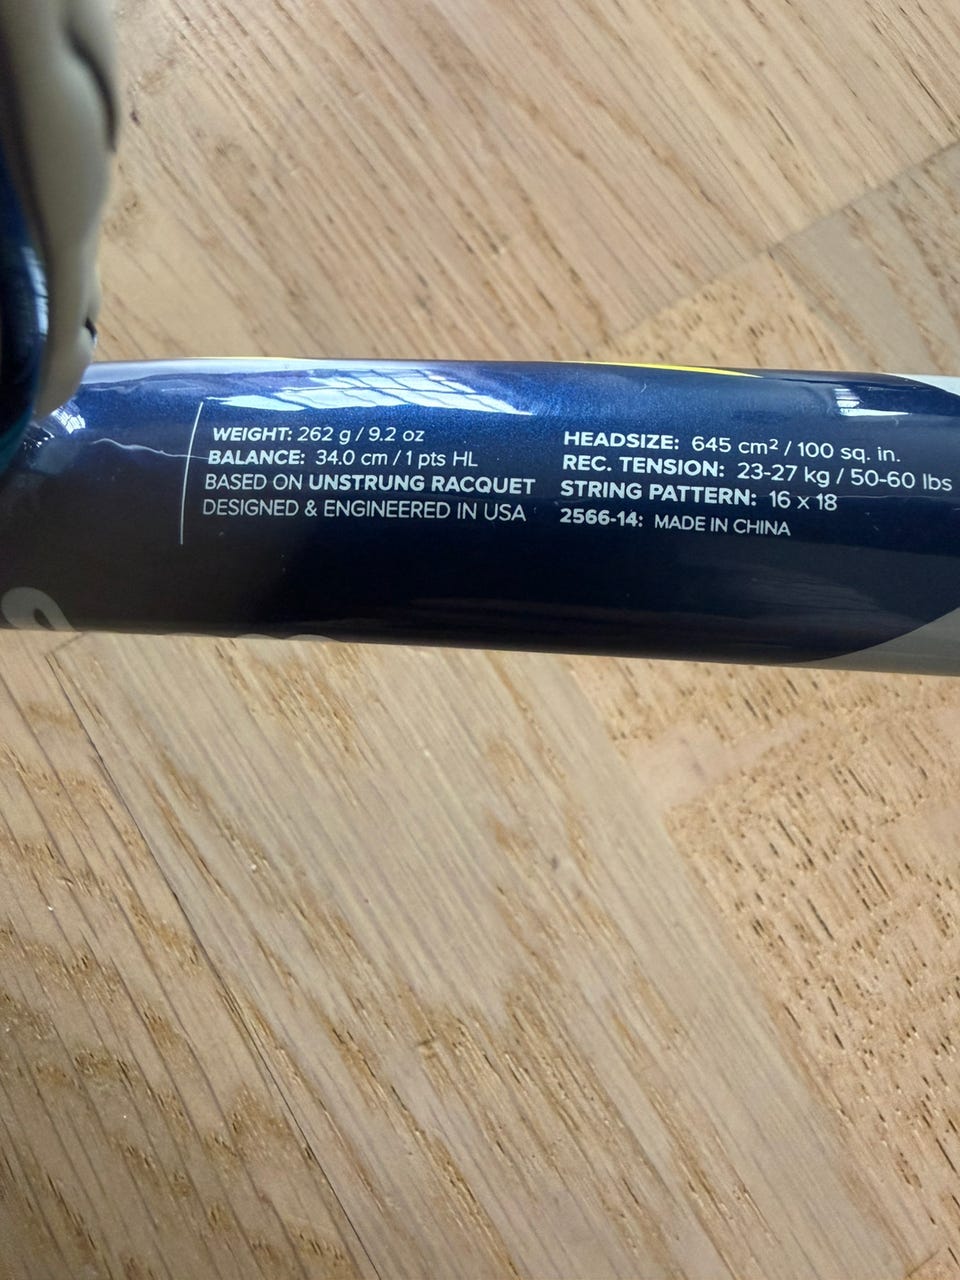 WEIGHT: 262 g / 9.2 oz
BALANCE: 34.0 cm / 1 pts HL
BASED ON UNSTRUNG RACQUET
DESIGNED & ENGINEERED IN USA
HEADSIZE: 645 cm² / 100 sq. in.
REC. TENSION: 23-27 kg / 50-60 lbs
STRING PATTERN: 16 x 18
2566-14: MADE IN CHINA